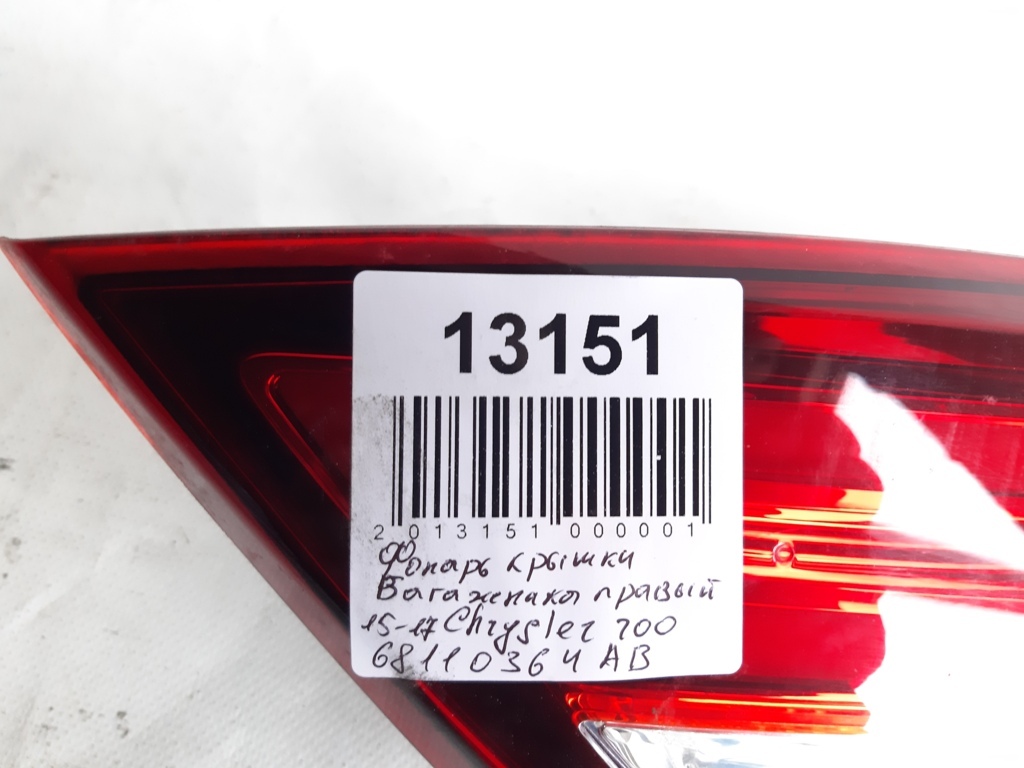 13151
2 013151 000001
Фонарь крышки
Багажника правый
15-17 Chrysler 200
68110364 AB